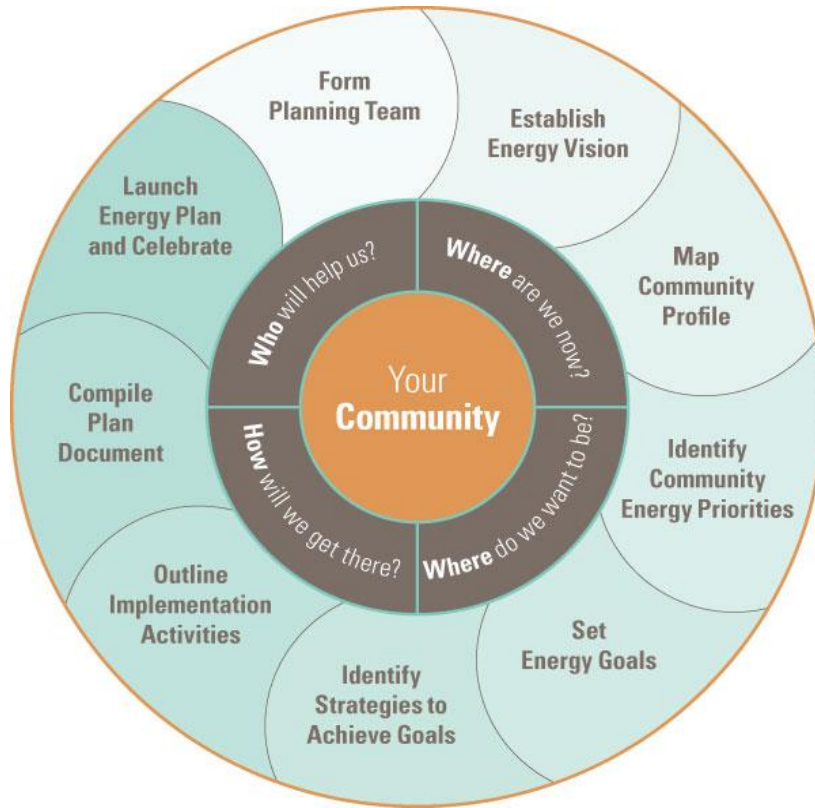 Form
Planning Team
Establish
Energy Vision
Map
Community
Profile
Identify
Community
Energy Priorities
Set
Energy Goals
Identify
Strategies to
Achieve Goals
Outline
Implementation
Activities
Compile
Plan
Document
Launch
Energy Plan
and Celebrate
Who will help us?
Where are we now?
Where do we want to be?
How will we get there?
Your
Community